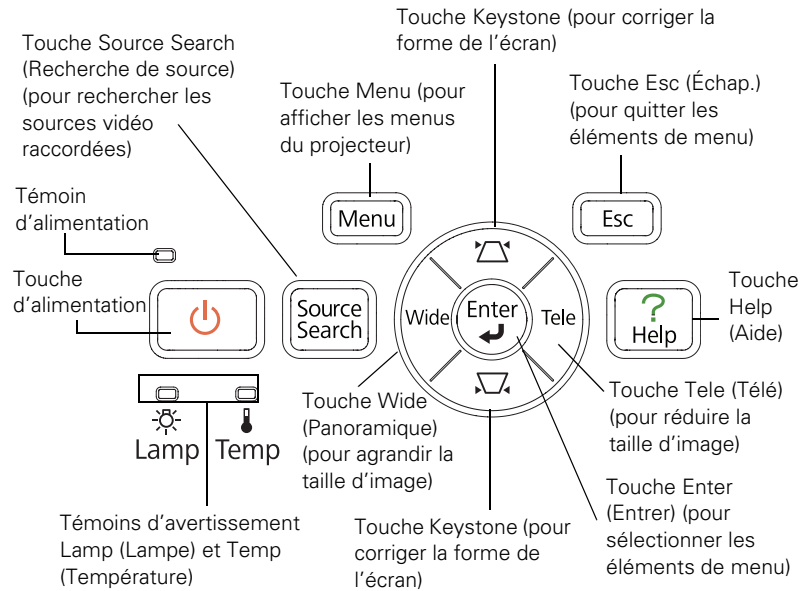 Touche Keystone (pour corriger la
forme de l'écran)
Touche Source Search
(Recherche de source)
(pour rechercher les
sources vidéo
raccordées)
Touche Menu (pour
afficher les menus
du projecteur)
Touche Esc (Échap.)
(pour quitter les
éléments de menu)
Témoin
d'alimentation
Menu
Esc
Touche
d'alimentation
Source
Search
Wide
Enter
Tele
?
Help
Touche
Help
(Aide)
Lamp
Temp
Touche Wide
(Panoramique)
(pour agrandir la
taille d'image)
Touche Tele (Télé)
(pour réduire la
taille d'image)
Témoins d'avertissement
Lamp (Lampe) et Temp
(Température)
Touche Keystone (pour
corriger la forme de
l'écran)
Touche Enter
(Entrer) (pour
sélectionner les
éléments de menu)